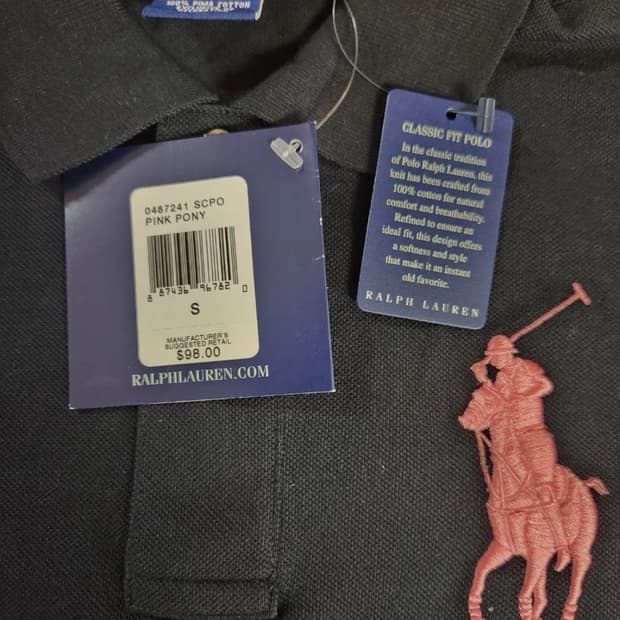 100% PIMA COTTON
0487241 SCPO
PINK PONY
8 87436 96782 0
S
MANUFACTURER'S
SUGGESTED RETAIL
$98.00
RALPHLAUREN.COM
CLASSIC FIT POLO
In the classic tradition
of Polo Ralph Lauren, this
knit has been crafted from
100% cotton for natural
comfort and breathability.
Refined to ensure an
ideal fit, this design offers
a softness and style
that make it an instant
old favorite.
RALPH LAUREN